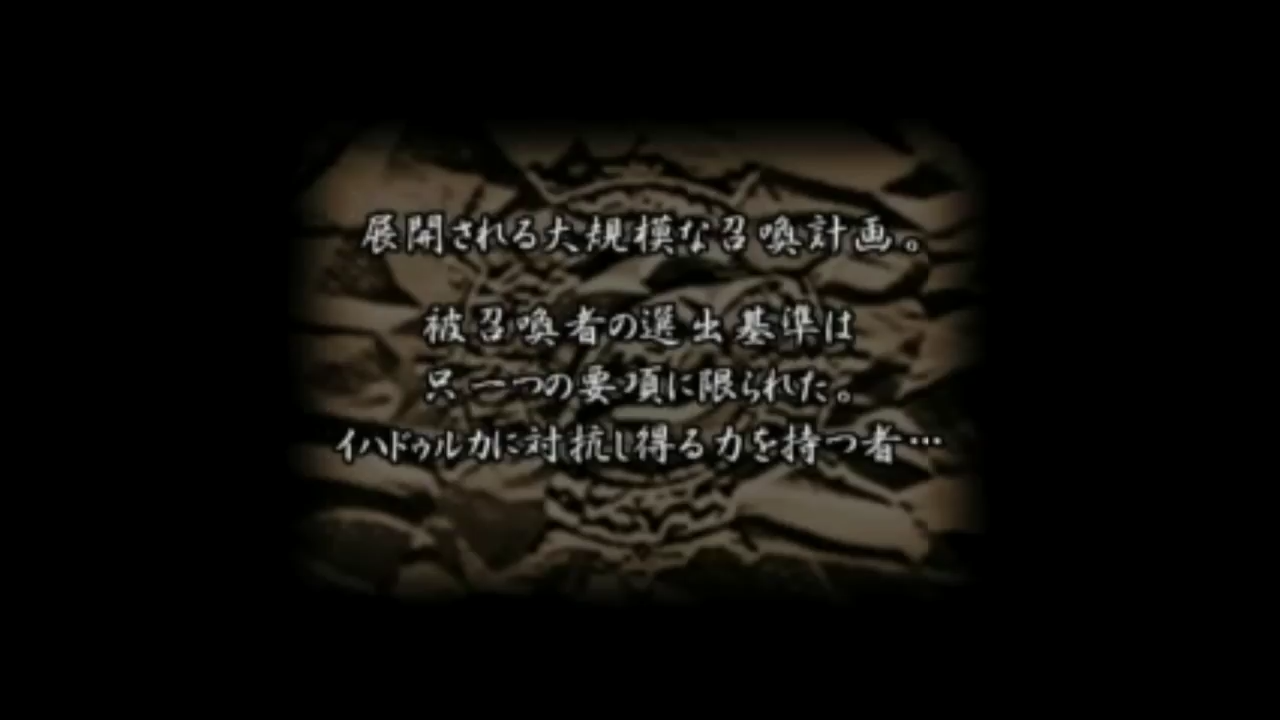 展開される大規模な召喚計画。
被召喚者の選出基準は
只一つの要項に限られた。
イハドゥルカに対抗し得る力を持つ者…